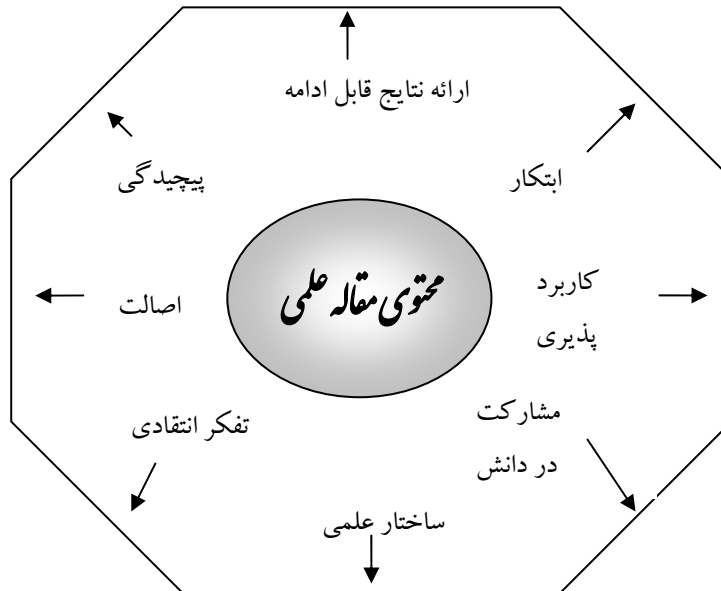 ارائه نتایج قابل ادامه
پیچیدگی
ابتکار
کاربرد
پذیری
محتوی مقاله علمی
اصالت
مشارکت
در دانش
تفکر انتقادی
ساختار علمی